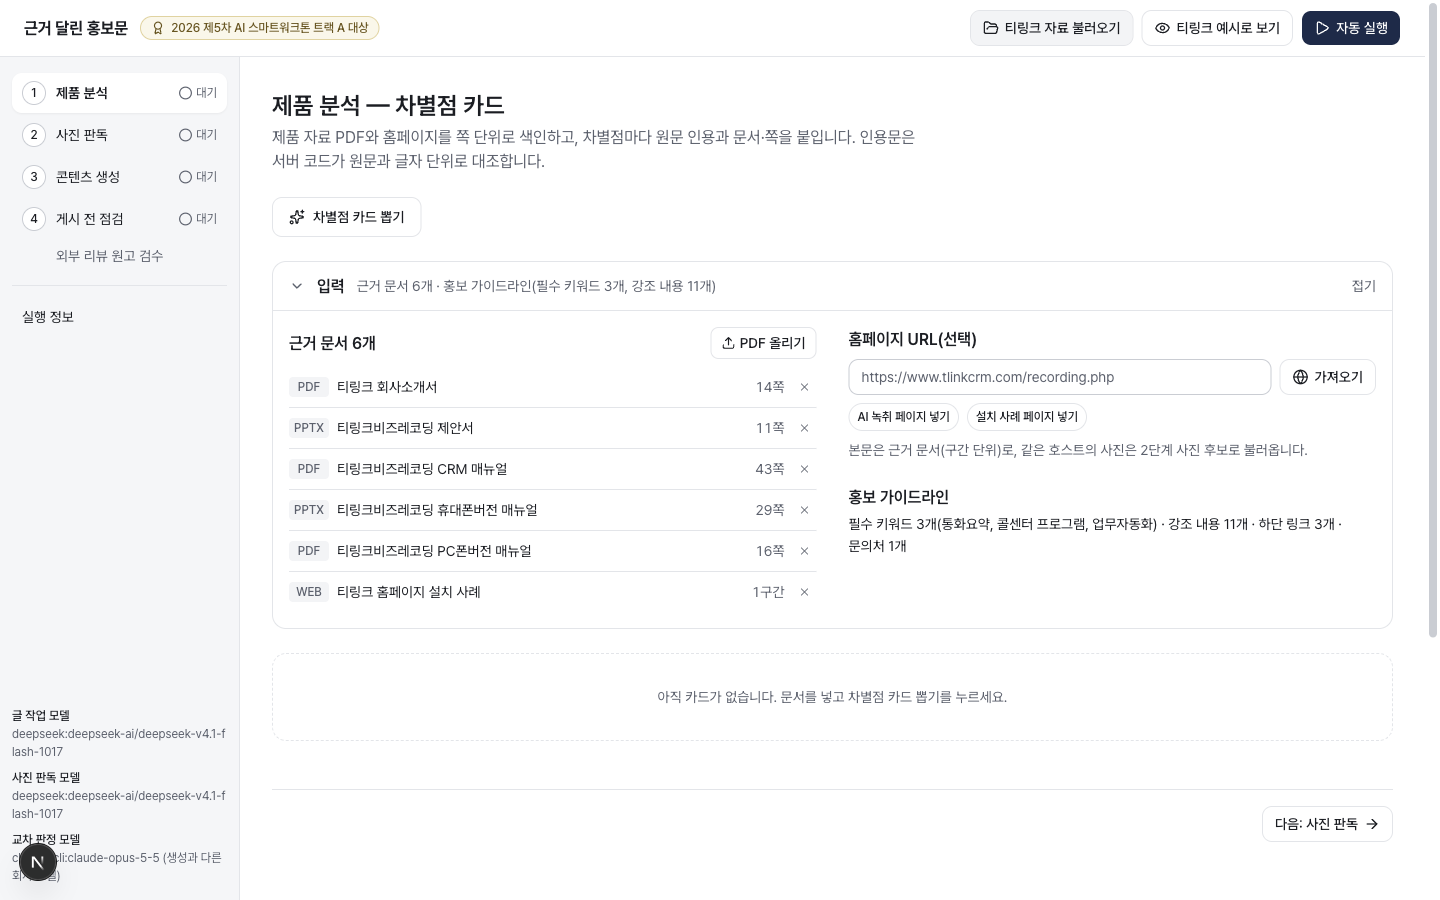 근거 달린 홍보문
2026 제5차 AI 스마트워크톤 트랙 A 대상
티링크 자료 불러오기
티링크 예시로 보기
자동 실행
1 제품 분석 대기
2 사진 판독 대기
3 콘텐츠 생성 대기
4 게시 전 점검 대기
외부 리뷰 원고 검수
실행 정보
글 작업 모델
deepseek:deepseek-ai/deepseek-v4.1-f
lash-1017
사진 판독 모델
deepseek:deepseek-ai/deepseek-v4.1-f
lash-1017
교차 판정 모델
cli:claude-opus-5-5 (생성과 다른
N
제품 분석 — 차별점 카드
제품 자료 PDF와 홈페이지를 쪽 단위로 색인하고, 차별점마다 원문 인용과 문서·쪽을 붙입니다. 인용문은
서버 코드가 원문과 글자 단위로 대조합니다.
차별점 카드 뽑기
입력 근거 문서 6개 · 홍보 가이드라인(필수 키워드 3개, 강조 내용 11개) 접기
근거 문서 6개
PDF 올리기
PDF 티링크 회사소개서 14쪽 ×
PPTX 티링크비즈레코딩 제안서 11쪽 ×
PDF 티링크비즈레코딩 CRM 매뉴얼 43쪽 ×
PPTX 티링크비즈레코딩 휴대폰버전 매뉴얼 29쪽 ×
PDF 티링크비즈레코딩 PC폰버전 매뉴얼 16쪽 ×
WEB 티링크 홈페이지 설치 사례 1구간 ×
홈페이지 URL(선택)
https://www.tlinkcrm.com/recording.php
가져오기
AI 녹취 페이지 넣기
설치 사례 페이지 넣기
본문은 근거 문서(구간 단위)로, 같은 호스트의 사진은 2단계 사진 후보로 불러옵니다.
홍보 가이드라인
필수 키워드 3개(통화요약, 콜센터 프로그램, 업무자동화) · 강조 내용 11개 · 하단 링크 3개 ·
문의처 1개
아직 카드가 없습니다. 문서를 넣고 차별점 카드 뽑기를 누르세요.
다음: 사진 판독